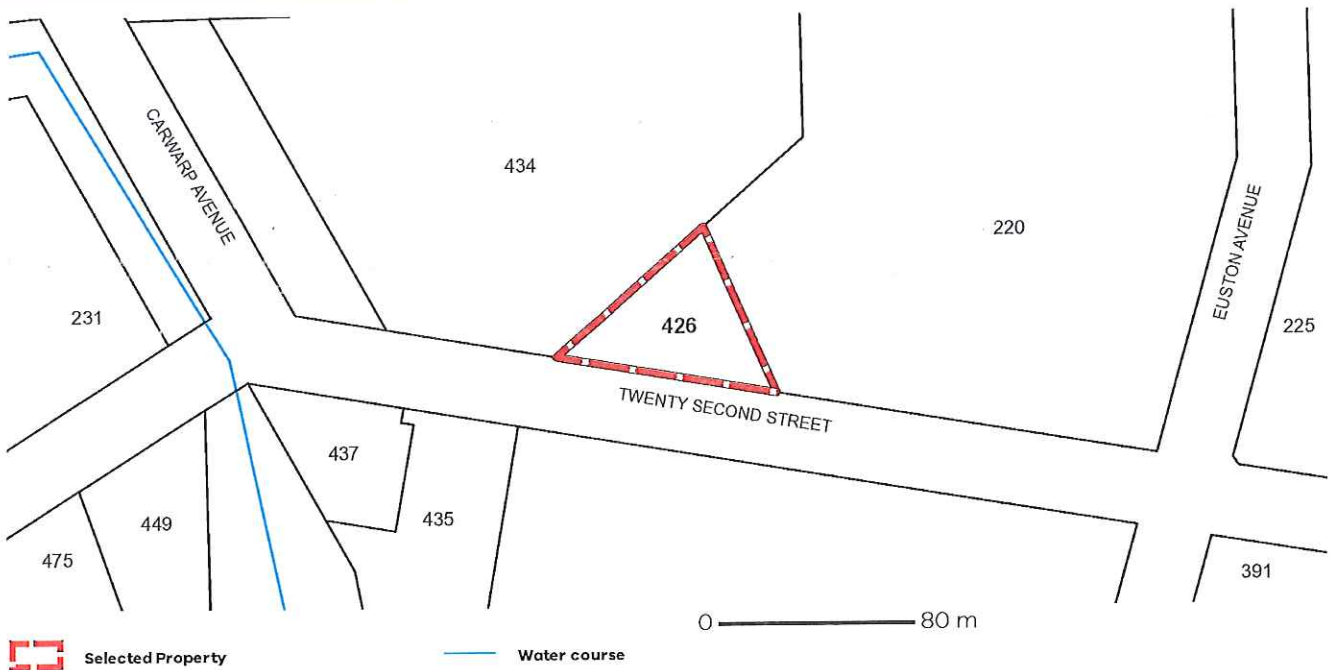 CARWARP AVENUE
434
220
EUSTON AVENUE
231
426
225
TWENTY SECOND STREET
437
449
435
475
391
0 80 m
Selected Property
Water course